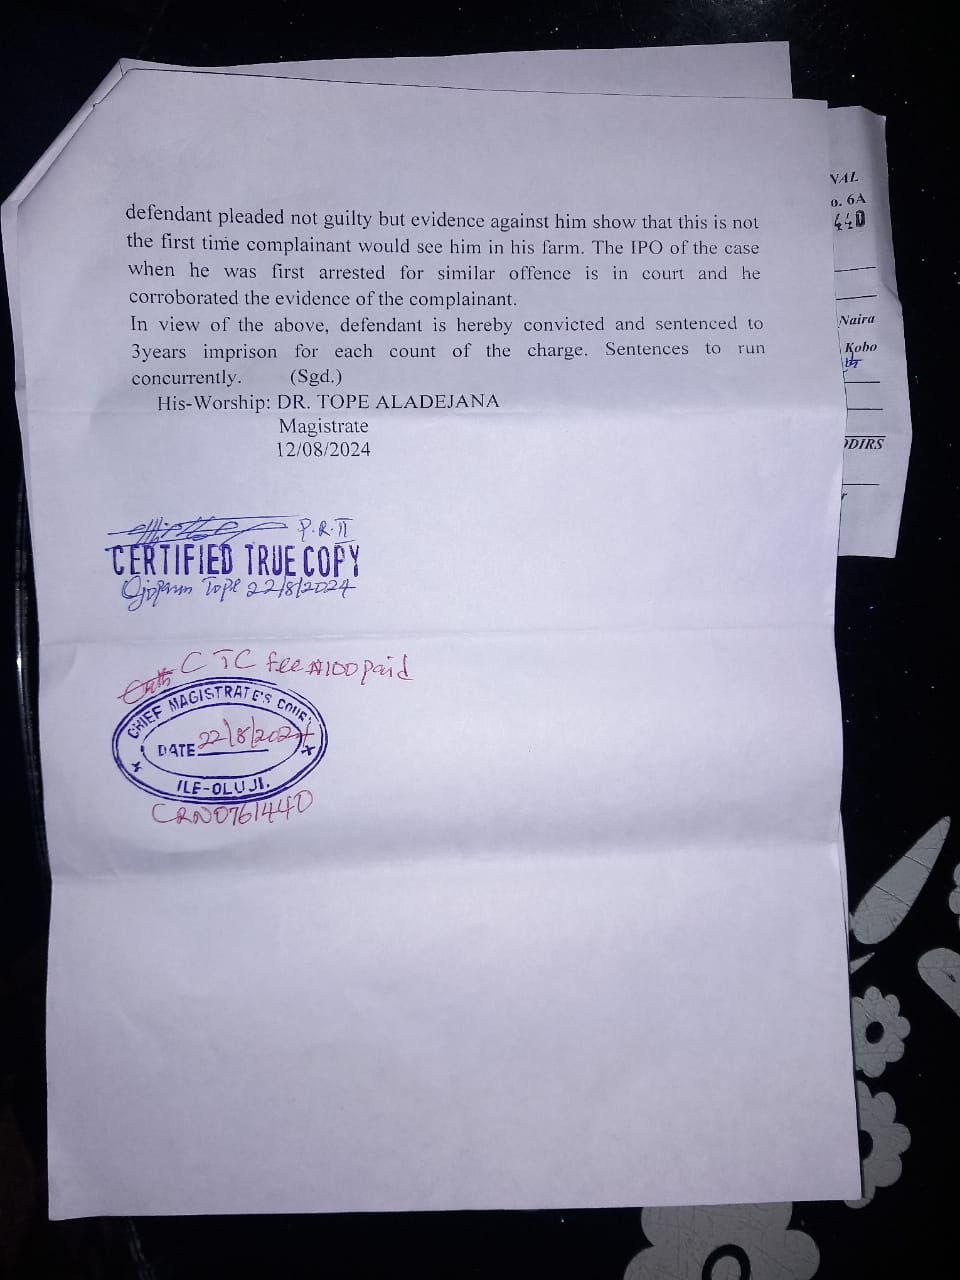 defendant pleaded not guilty but evidence against him show that this is not
the first time complainant would see him in his farm. The IPO of the case
when he was first arrested for similar offence is in court and he
corroborated the evidence of the complainant.
In view of the above, defendant is hereby convicted and sentenced to
3years imprison for each count of the charge. Sentences to run
concurrently. (Sgd.)
His-Worship: DR. TOPE ALADEJANA
Magistrate
12/08/2024
P.R.II
CERTIFIED TRUE COPY
Tope 22/8/2024
CTC fee ₦100 paid
CHIEF MAGISTRATE'S COUR
DATE 22/8/2024
ILE-OLUJI.
CRN0761440
NAL
o. 6A
440
Naira
Kobo
ODIRS